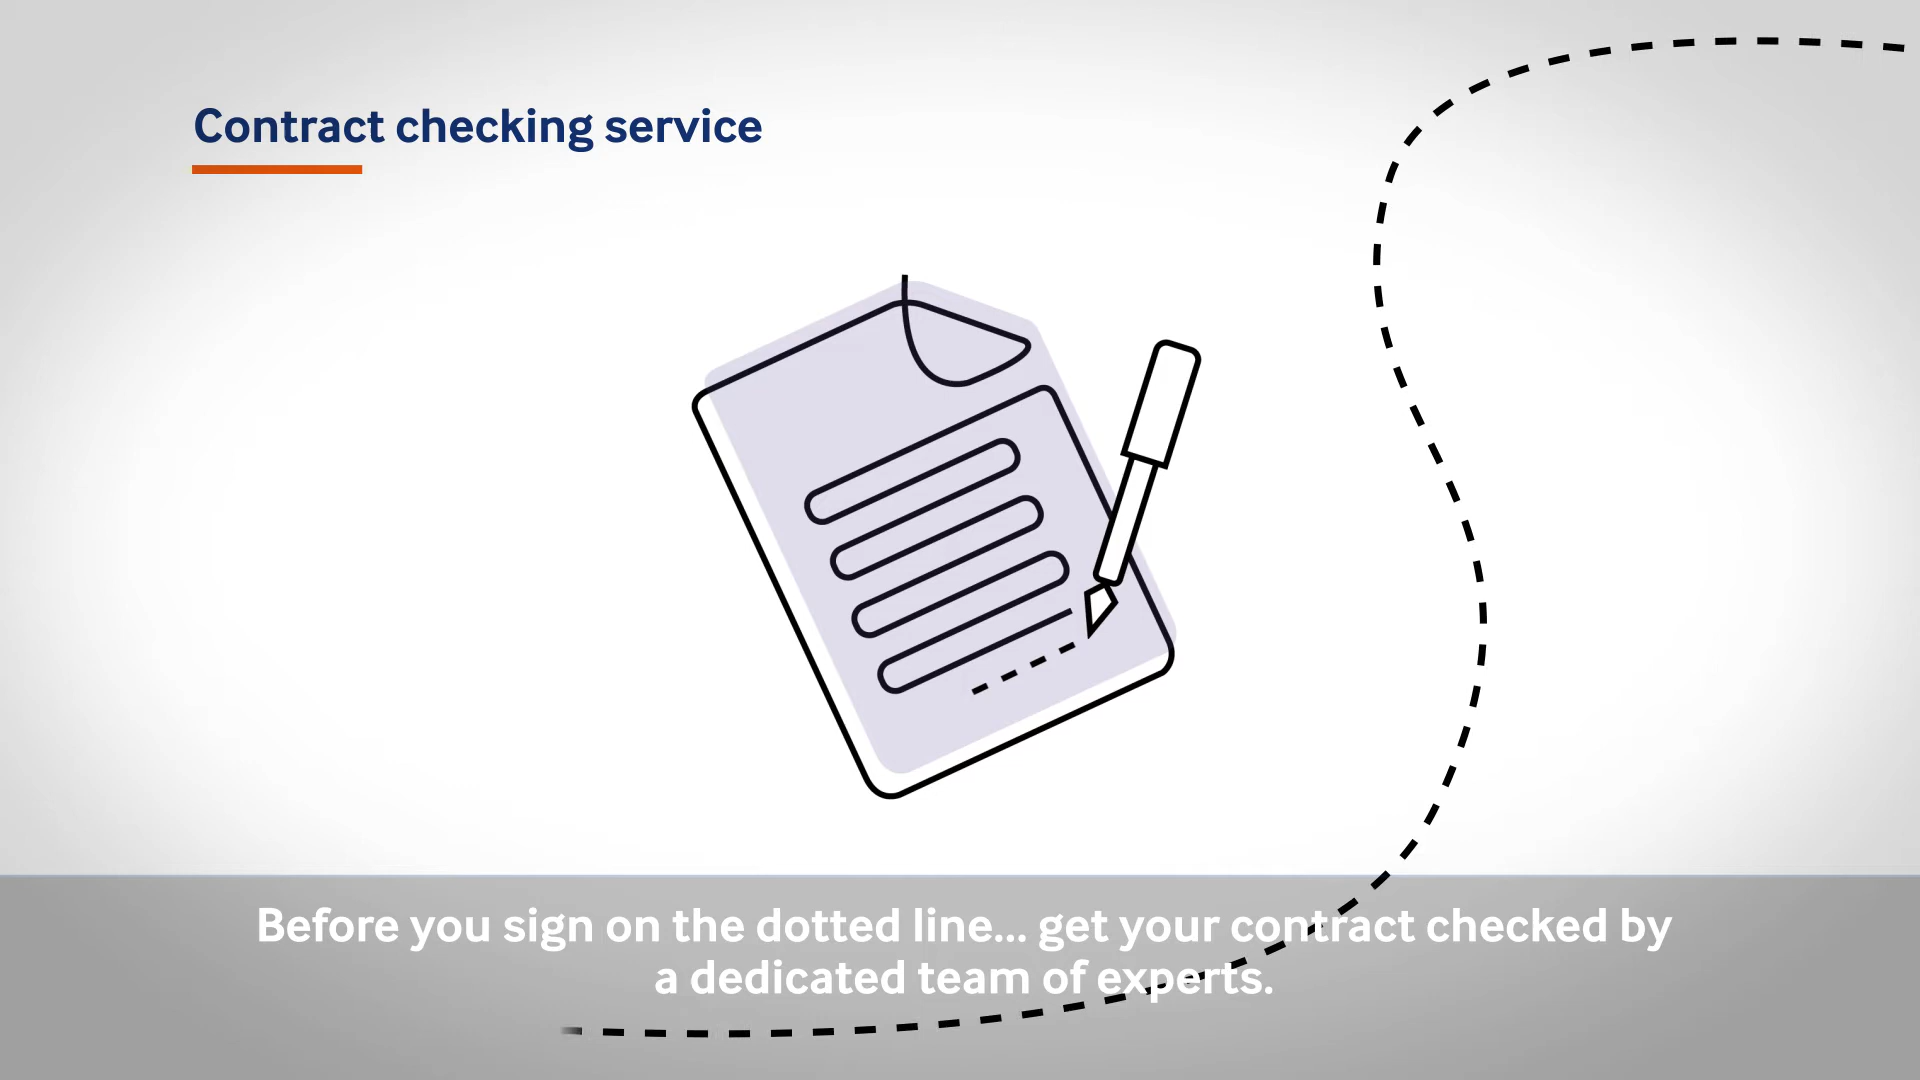 Contract checking service
Before you sign on the dotted line... get your contract checked by
a dedicated team of experts.